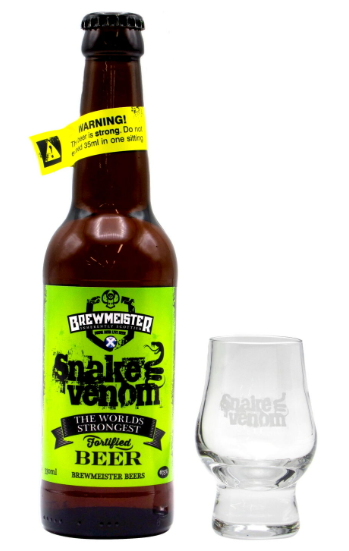 WARNING!
This beer is strong. Do not
exceed 35ml in one sitting
BREWMEISTER
Snake
venom
THE WORLDS
STRONGEST
Fortified
BEER
330ml
BREWMEISTER BEERS
Snake
venom